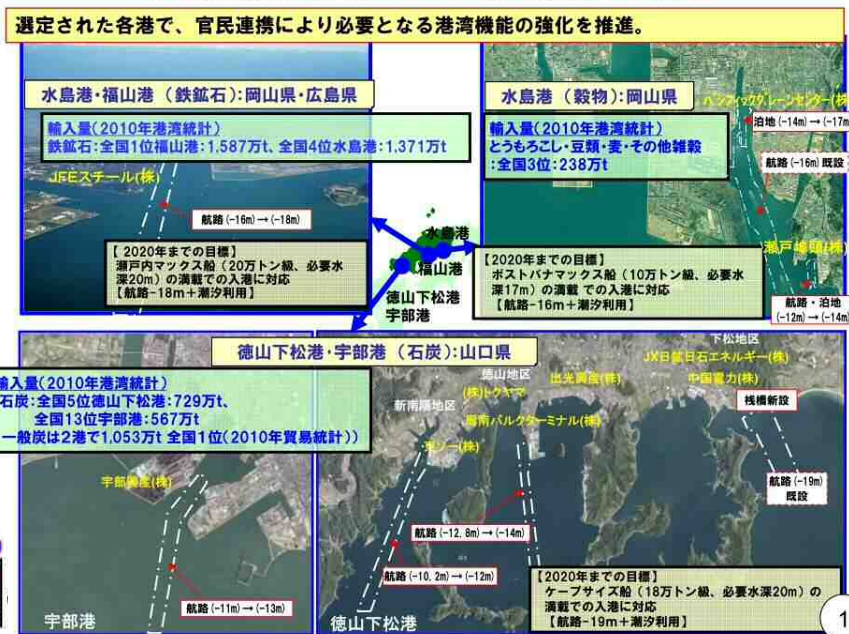 選定された各港で、官民連携により必要となる港湾機能の強化を推進。
水島港・福山港（鉄鉱石）：岡山県・広島県
輸入量（2010年港湾統計）
鉄鉱石：全国1位福山港：1,587万t、全国4位水島港：1,371万t
JFEスチール(株)
航路(-16m)→(-18m)
【2020年までの目標】
瀬戸内マックス船（20万トン級、必要水
深20m）の満載での入港に対応
【航路-18m＋潮汐利用】
水島港（穀物）：岡山県
輸入量（2010年港湾統計）
とうもろこし・豆類・麦・その他雑穀
：全国3位：238万t
パシフィックグレーンセンター(株)
泊地(-14m)→(-17m)
航路(-16m)既設
瀬戸埠頭(株)
航路・泊地
(-12m)→(-14m)
【2020年までの目標】
ポストパナマックス船（10万トン級、必要水
深17m）の満載 での入港に対応
【航路-16m＋潮汐利用】
水島港
福山港
徳山下松港
宇部港
徳山下松港・宇部港（石炭）：山口県
輸入量（2010年港湾統計）
石炭：全国5位徳山下松港：729万t、
全国13位宇部港：567万t
一般炭は2港で1,053万t 全国1位（2010年貿易統計））
宇部興産(株)
航路(-11m)→(-13m)
宇部港
新南陽地区
徳山地区
(株)トクヤマ
出光興産(株)
周南バルクターミナル(株)
東ソー(株)
下松地区
JX日鉱日石エネルギー(株)
中国電力(株)
桟橋新設
航路(-19m)
既設
航路(-12.8m)→(-14m)
航路(-10.2m)→(-12m)
徳山下松港
【2020年までの目標】
ケープサイズ船（18万トン級、必要水深20m）の
満載での入港に対応
【航路-19m＋潮汐利用】
1